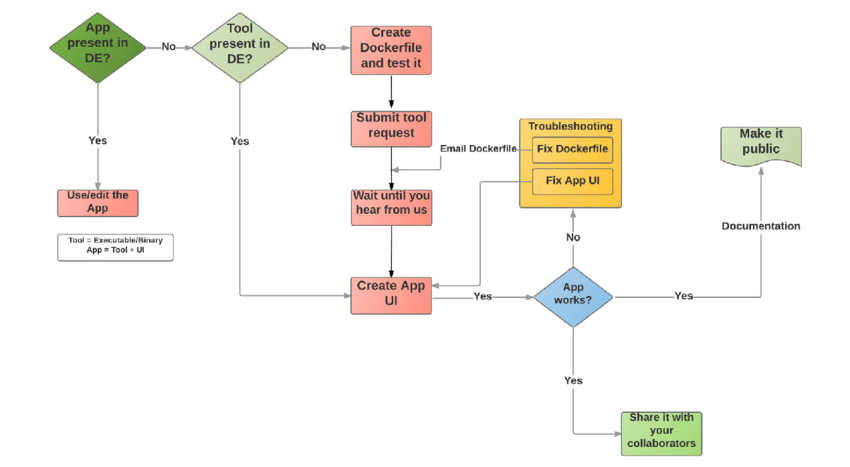 App
present in
DE?
No
Tool
present in
DE?
No
Create
Dockerfile
and test it
Yes
Yes
Submit tool
request
Email Dockerfile
Troubleshooting
Fix Dockerfile
Fix App UI
Make it
public
Use/edit the
App
Wait until you
hear from us
Tool = Executable/Binary
App = Tool + UI
Documentation
No
Create App
UI
Yes
App
works?
Yes
Yes
Share it with
your
collaborators